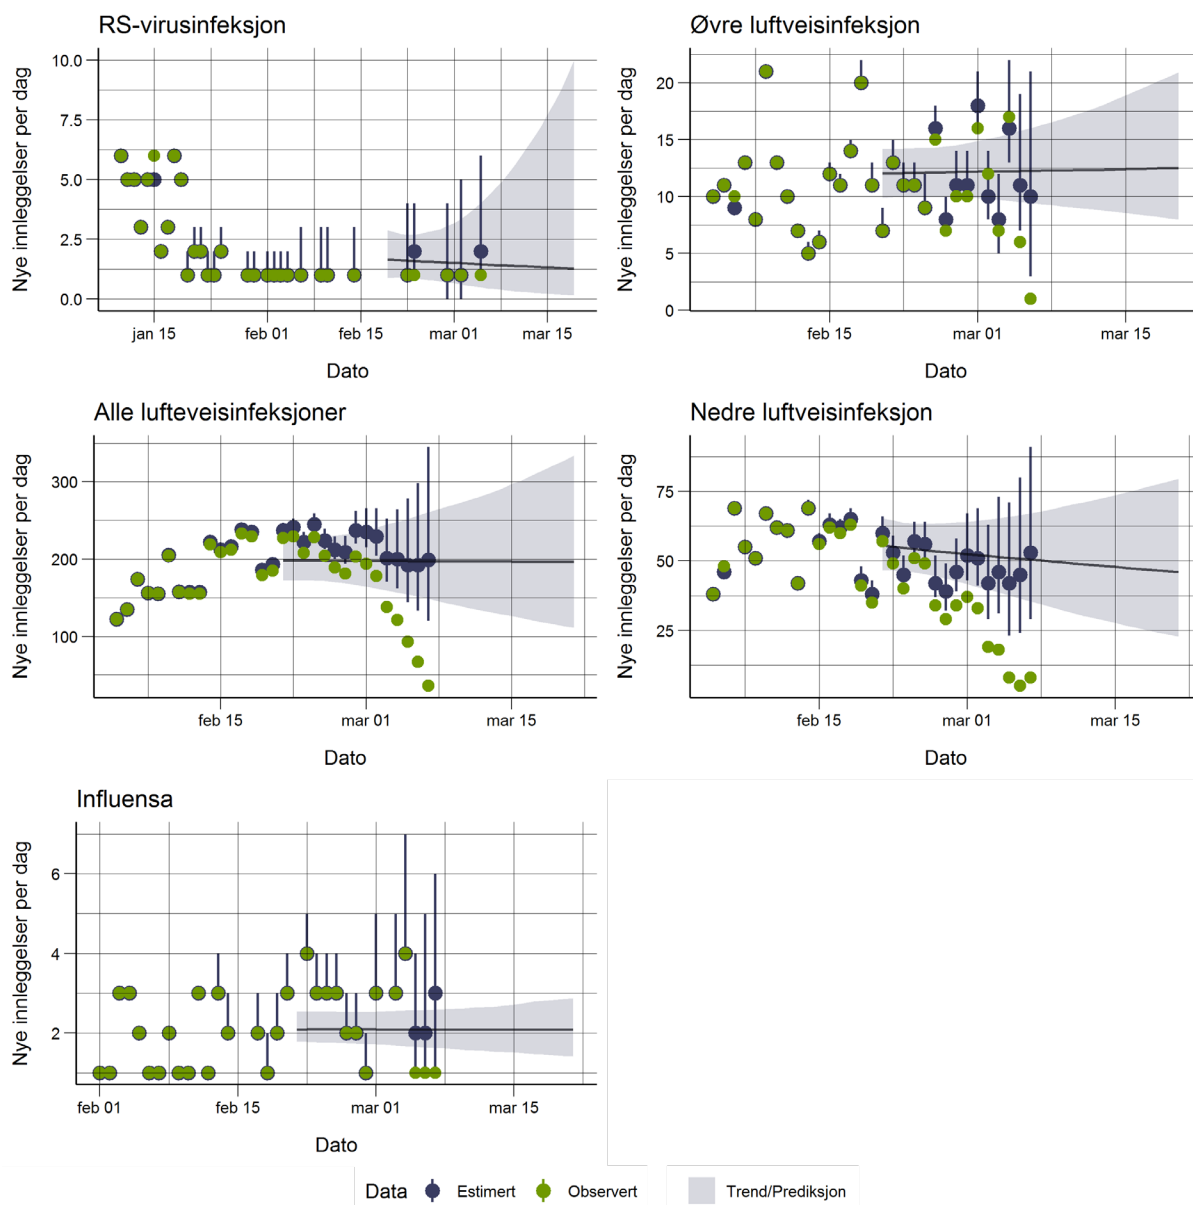 RS-virusinfeksjon
Nye innleggelser per dag
10.0
7.5
5.0
2.5
0.0
jan 15
feb 01
feb 15
mar 01
mar 15
Dato
Øvre luftveisinfeksjon
Nye innleggelser per dag
20
15
10
5
0
feb 15
mar 01
mar 15
Dato
Alle lufteveisinfeksjoner
Nye innleggelser per dag
300
200
100
feb 15
mar 01
mar 15
Dato
Nedre luftveisinfeksjon
Nye innleggelser per dag
75
50
25
feb 15
mar 01
mar 15
Dato
Influensa
Nye innleggelser per dag
6
4
2
feb 01
feb 15
mar 01
mar 15
Dato
Data Estimert Observert Trend/Prediksjon